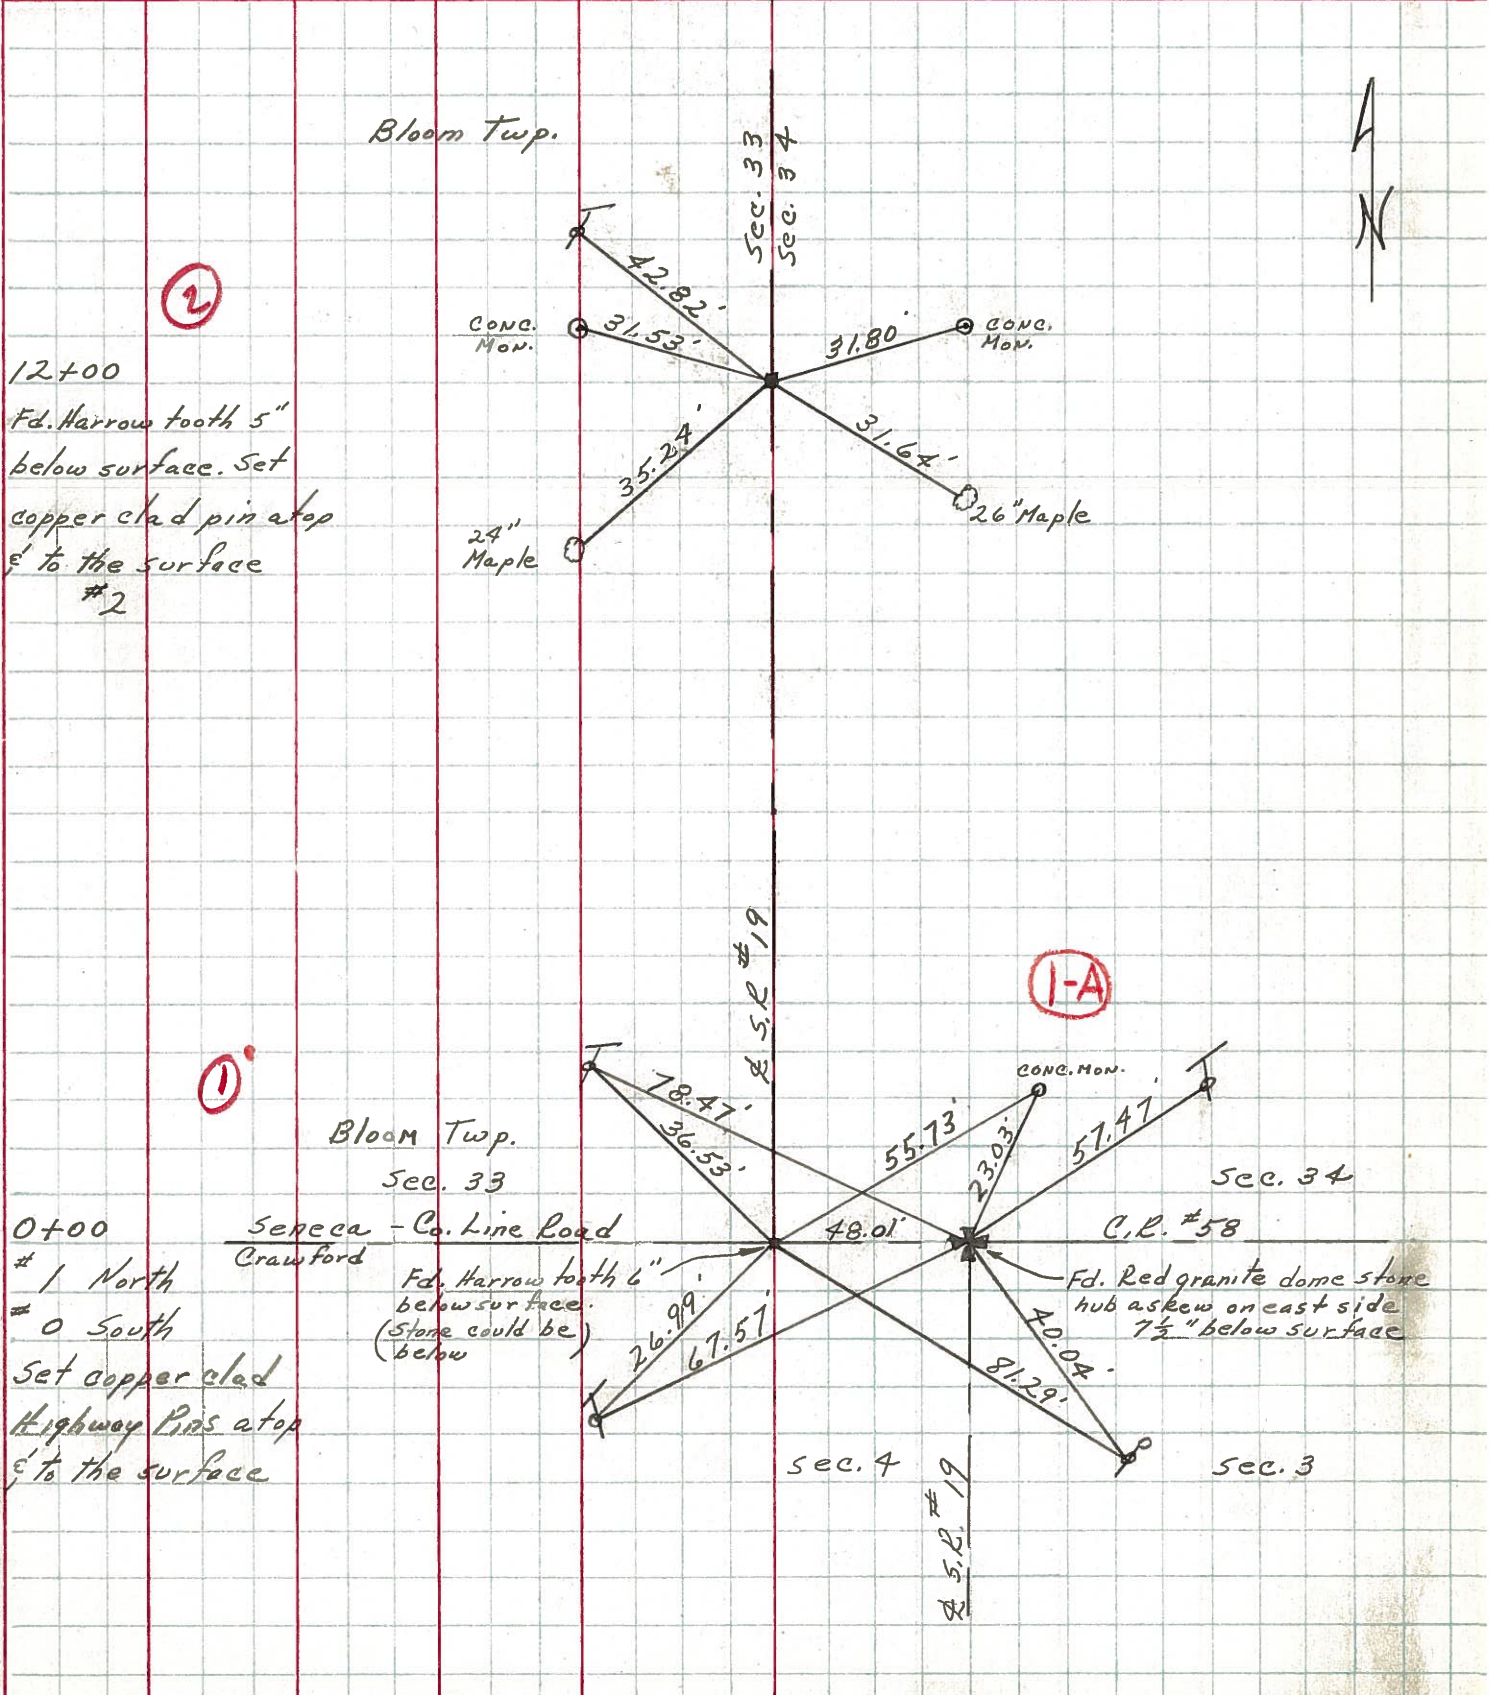 Bloom Twp.
Sec. 33
Sec. 34
N
2
42.82'
CONC.
MON.
31.53'
31.80'
CONC.
MON.
12+00
Fd. Harrow tooth 5"
below surface. Set
copper clad pin atop
& to the surface
#2
35.24'
31.64'
24"
Maple
26" Maple
℄ S.R #19
1-A
1
CONC. MON.
78.47'
36.53'
55.73'
23.03'
57.47'
Bloom Twp.
Sec. 33
Sec. 34
0+00
Seneca - Co. Line Road
Crawford
48.01'
C.R. #58
# 1 North
# 0 South
Set copper clad
Highway Pins atop
& to the surface
Fd. Harrow tooth 6"
below surface.
(Stone could be
below)
Fd. Red granite dome stone
hub askew on east side
7½" below surface
26.99'
67.57'
40.04'
81.29'
Sec. 4
Sec. 3
℄ S.R. #19